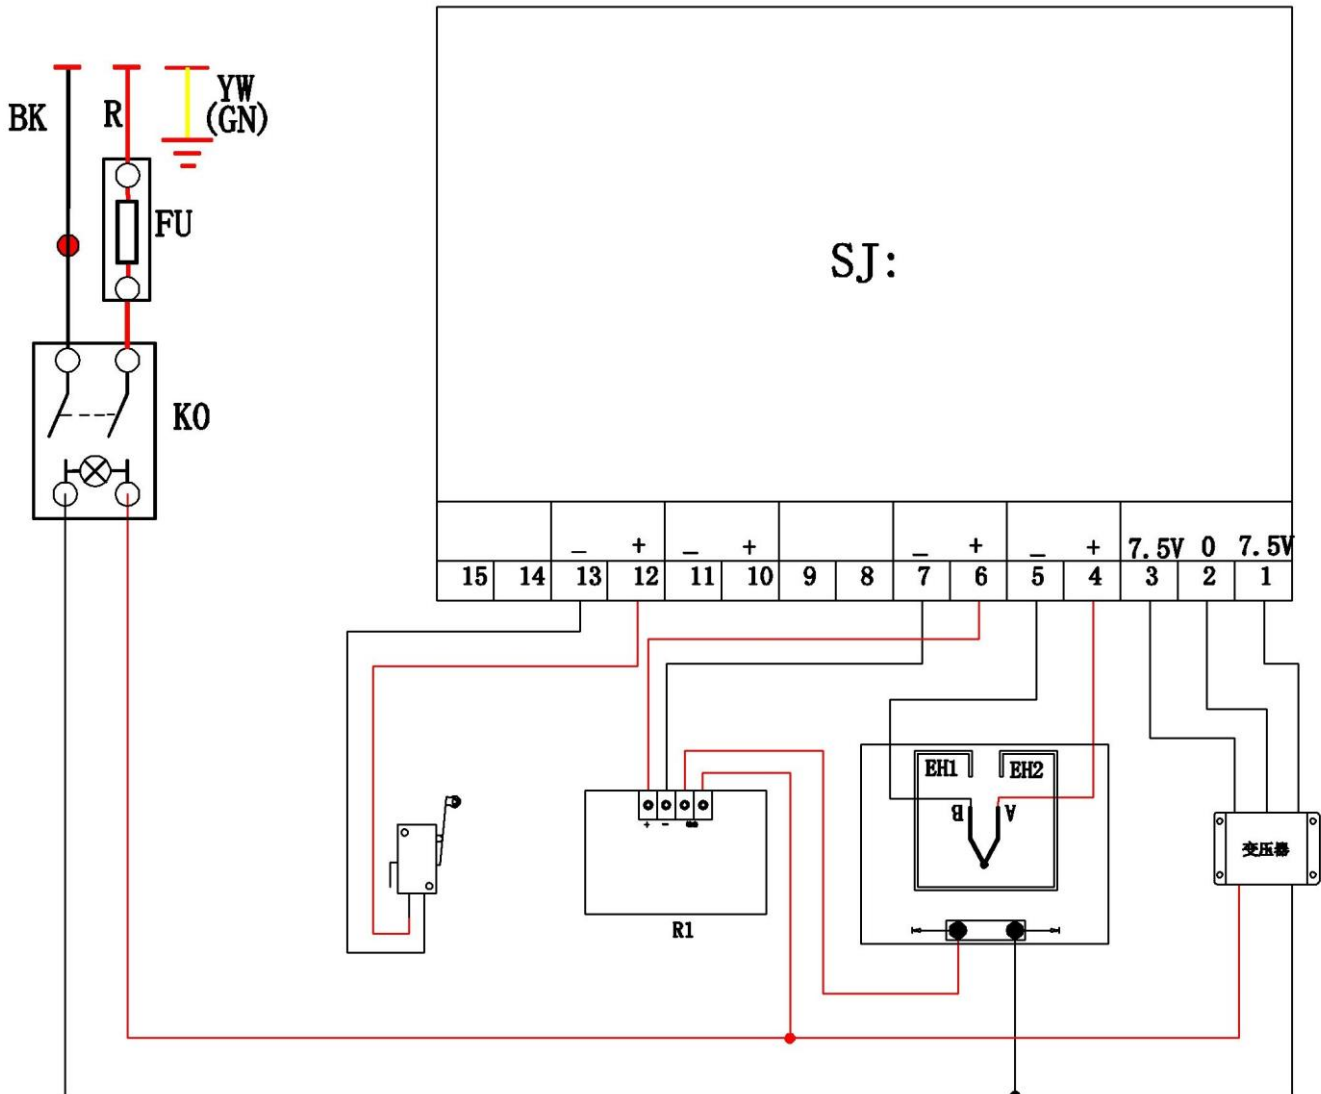 BK
R
YW
(GN)
FU
K0
SJ:
− + − + − + − + 7.5V 0 7.5V
15 14 13 12 11 10 9 8 7 6 5 4 3 2 1
EH1 EH2
B A
变压器
+ −
R1